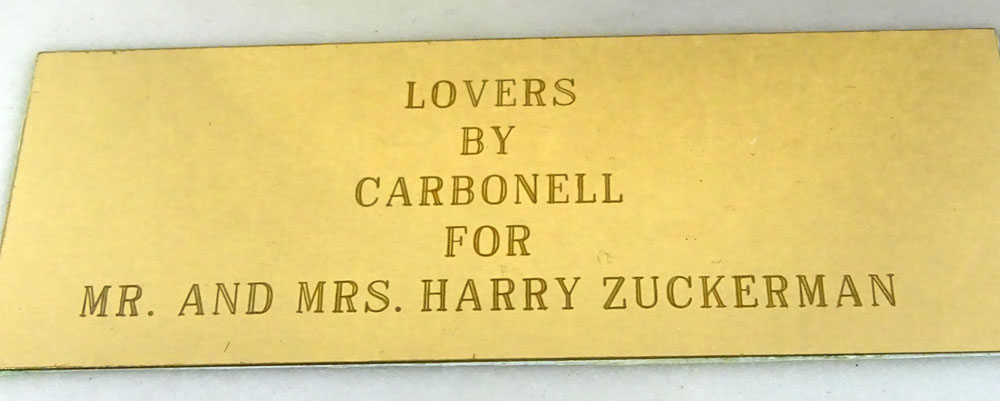 LOVERS
BY
CARBONELL
FOR
MR. AND MRS. HARRY ZUCKERMAN